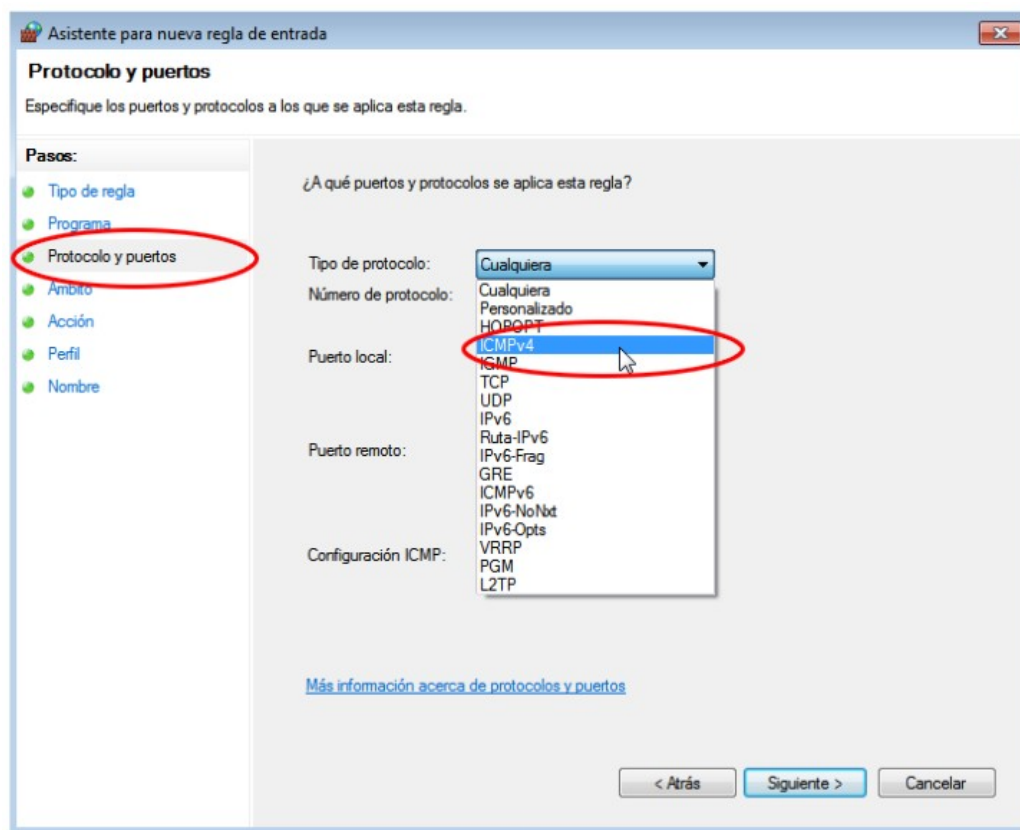 Asistente para nueva regla de entrada
Protocolo y puertos
Especifique los puertos y protocolos a los que se aplica esta regla.
Pasos:
Tipo de regla
Programa
Protocolo y puertos
Ámbito
Acción
Perfil
Nombre
¿A qué puertos y protocolos se aplica esta regla?
Tipo de protocolo: Cualquiera
Número de protocolo:
Cualquiera
Personalizado
HOPOPT
ICMPv4
IGMP
TCP
UDP
IPv6
Ruta-IPv6
IPv6-Frag
GRE
ICMPv6
IPv6-NoNxt
IPv6-Opts
VRRP
PGM
L2TP
Puerto local:
Puerto remoto:
Configuración ICMP:
Más información acerca de protocolos y puertos
< Atrás Siguiente > Cancelar